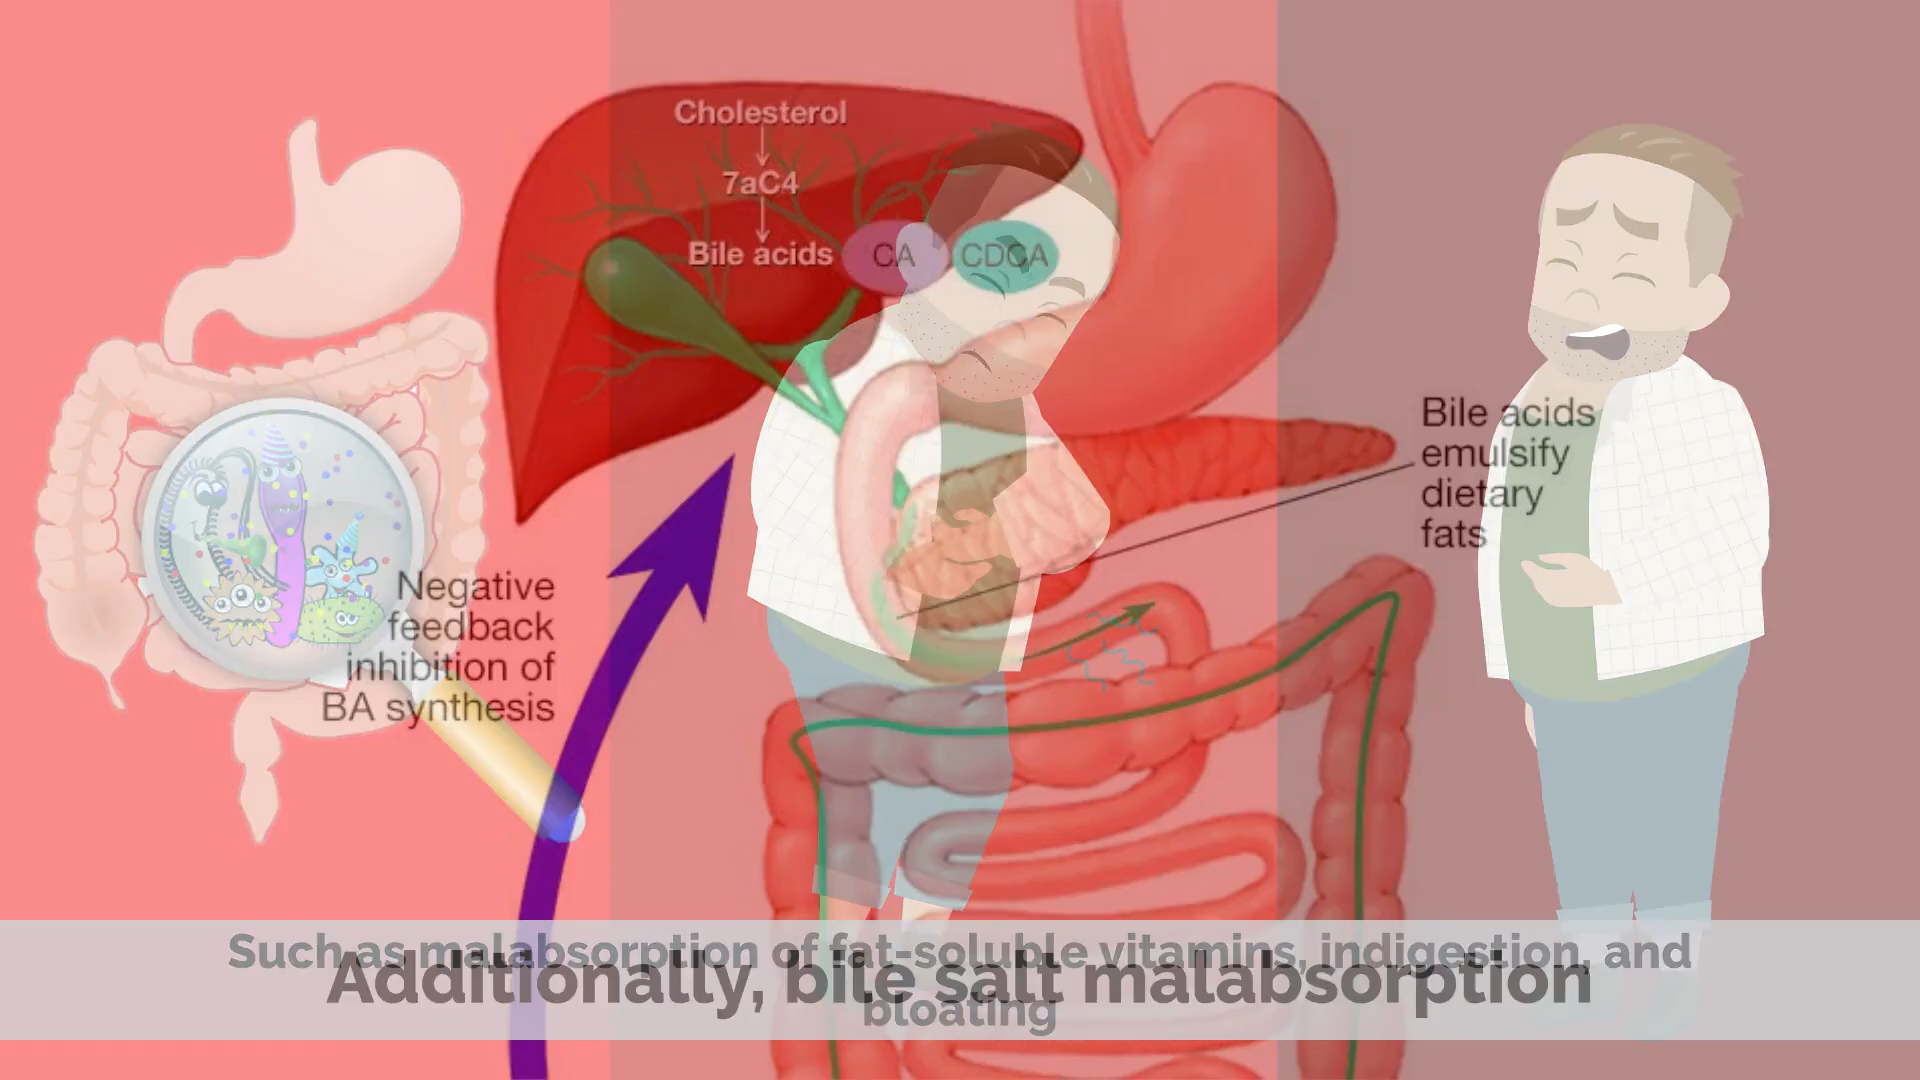 Cholesterol
7aC4
Bile acids
CA
CDCA
Bile acids
emulsify
dietary
fats
Negative
feedback
inhibition of
BA synthesis
Such as malabsorption of fat-soluble vitamins, indigestion, and
bloating
Additionally, bile salt malabsorption